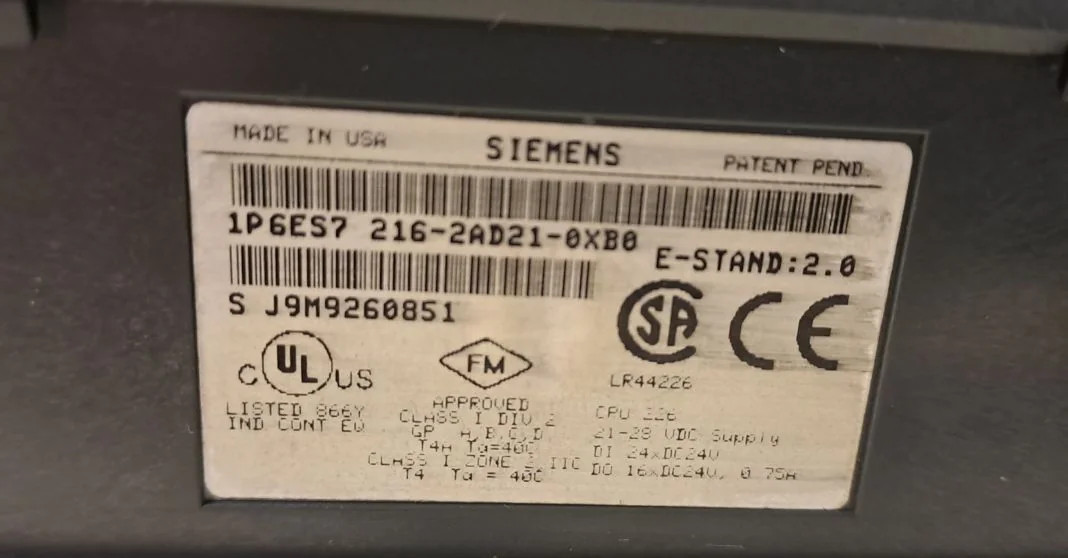 MADE IN USA
SIEMENS
PATENT PEND.
1P6ES7 216-2AD21-0XB0
E-STAND:2.0
S J9M9260851
SA
CE
C UL US
FM
LR44226
LISTED 866Y
IND CONT EQ
APPROVED
CLASS I DIV 2
GP A,B,C,D
T4A Ta=40C
CLASS I ZONE IIC
T4 Ta = 40C
CPU 226
21-28 VDC Supply
DI 24xDC24V
DO 16xDC24V, 0.75A